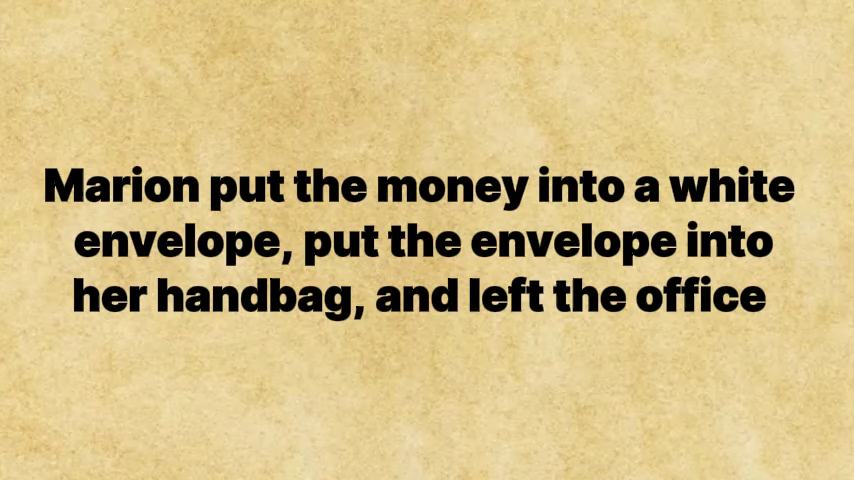 Marion put the money into a white
envelope, put the envelope into
her handbag, and left the office